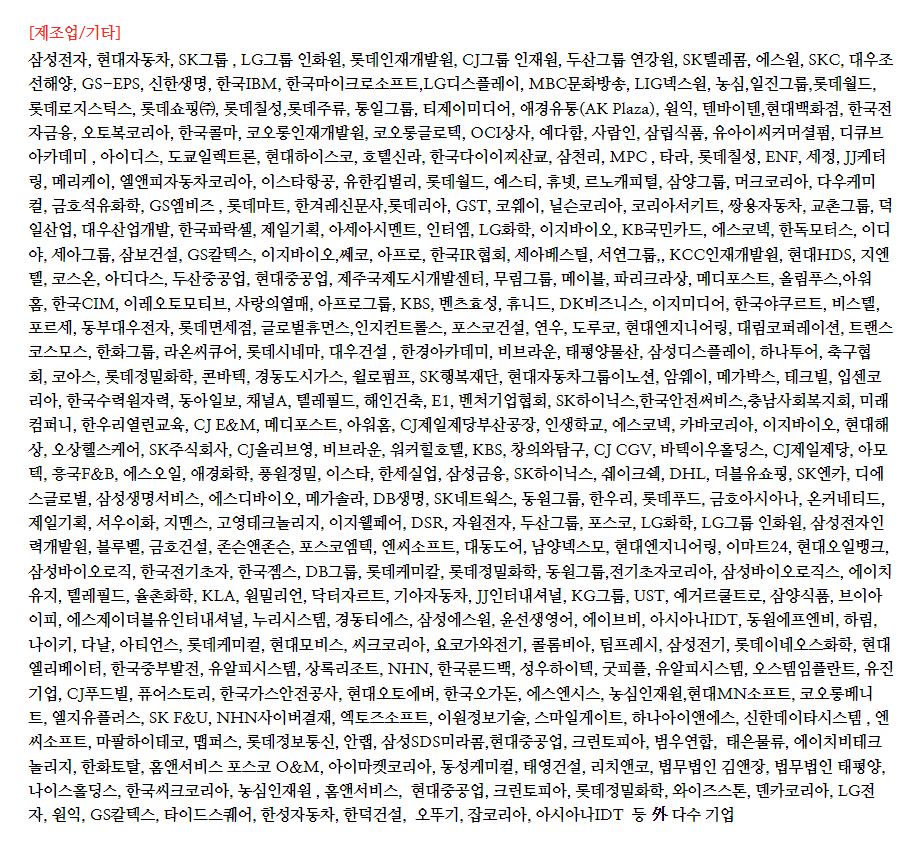 [제조업/기타]
삼성전자, 현대자동차, SK그룹 , LG그룹 인화원, 롯데인재개발원, CJ그룹 인재원, 두산그룹 연강원, SK텔레콤, 에스원, SKC, 대우조
선해양, GS-EPS, 신한생명, 한국IBM, 한국마이크로소프트,LG디스플레이, MBC문화방송, LIG넥스원, 농심,일진그룹,롯데월드,
롯데로지스틱스, 롯데쇼핑㈜, 롯데칠성,롯데주류, 통일그룹, 티제이미디어, 애경유통(AK Plaza), 원익, 텐바이텐,현대백화점, 한국전
자금융, 오토복코리아, 한국콜마, 코오롱인재개발원, 코오롱글로텍, OCI상사, 예다함, 사람인, 삼립식품, 유아이씨커머셜펌, 디큐브
아카데미 , 아이디스, 도쿄일렉트론, 현대하이스코, 호텔신라, 한국다이이찌산쿄, 삼천리, MPC , 타라, 롯데칠성, ENF, 세정, JJ케터
링, 메리케이, 엘앤피자동차코리아, 이스타항공, 유한킴벌리, 롯데월드, 예스티, 휴넷, 르노캐피털, 삼양그룹, 머크코리아, 다우케미
컬, 금호석유화학, GS엠비즈 , 롯데마트, 한겨레신문사,롯데리아, GST, 코웨이, 닐슨코리아, 코리아서키트, 쌍용자동차, 교촌그룹, 덕
일산업, 대우산업개발, 한국파락셀, 제일기획, 아세아시멘트, 인터엠, LG화학, 이지바이오, KB국민카드, 에스코넥, 한독모터스, 이디
야, 세아그룹, 삼보건설, GS칼텍스, 이지바이오,쎄코, 아프로, 한국IR협회, 세아베스틸, 서연그룹,, KCC인재개발원, 현대HDS, 지엔
텔, 코스온, 아디다스, 두산중공업, 현대중공업, 제주국제도시개발센터, 무림그룹, 메이블, 파리크라상, 메디포스트, 올림푸스,아워
홈, 한국CIM, 이레오토모티브, 사랑의열매, 아프로그룹, KBS, 벤츠효성, 휴니드, DK비즈니스, 이지미디어, 한국야쿠르트, 비스텔,
포르세, 동부대우전자, 롯데면세점, 글로벌휴먼스,인지컨트롤스, 포스코건설, 연우, 도루코, 현대엔지니어링, 대림코퍼레이션, 트랜스
코스모스, 한화그룹, 라온씨큐어, 롯데시네마, 대우건설 , 한경아카데미, 비브라운, 태평양물산, 삼성디스플레이, 하나투어, 축구협
회, 코아스, 롯데정밀화학, 콘바텍, 경동도시가스, 윌로펌프, SK행복재단, 현대자동차그룹이노션, 암웨이, 메가박스, 테크빌, 입센코
리아, 한국수력원자력, 동아일보, 채널A, 텔레필드, 해인건축, E1, 벤처기업협회, SK하이닉스,한국안전써비스,충남사회복지회, 미래
컴퍼니, 한우리열린교육, CJ E&M, 메디포스트, 아워홈, CJ제일제당부산공장, 인생학교, 에스코넥, 카바코리아, 이지바이오, 현대해
상, 오상헬스케어, SK주식회사, CJ올리브영, 비브라운, 워커힐호텔, KBS, 창의와탐구, CJ CGV, 바텍이우홀딩스, CJ제일제당, 아모
텍, 흥국F&B, 에스오일, 애경화학, 풍원정밀, 이스타, 한세실업, 삼성금융, SK하이닉스, 쉐이크쉑, DHL, 더블유쇼핑, SK엔카, 디에
스글로벌, 삼성생명서비스, 에스디바이오, 메가솔라, DB생명, SK네트웍스, 동원그룹, 한우리, 롯데푸드, 금호아시아나, 온커네티드,
제일기획, 서우이화, 지멘스, 고영테크놀리지, 이지웰페어, DSR, 자원전자, 두산그룹, 포스코, LG화학, LG그룹 인화원, 삼성전자인
력개발원, 블루벨, 금호건설, 존슨앤존슨, 포스코엠텍, 엔씨소프트, 대동도어, 남양넥스모, 현대엔지니어링, 이마트24, 현대오일뱅크,
삼성바이오로직, 한국전기초자, 한국젬스, DB그룹, 롯데케미칼, 롯데정밀화학, 동원그룹,전기초자코리아, 삼성바이오로직스, 에이치
유지, 텔레필드, 율촌화학, KLA, 원밀리언, 닥터자르트, 기아자동차, JJ인터내셔널, KG그룹, UST, 예거르쿨트로, 삼양식품, 브이아
이피, 에스제이더블유인터내셔널, 누리시스템, 경동티에스, 삼성에스원, 윤선생영어, 에이브비, 아시아나IDT, 동원에프엔비, 하림,
나이키, 다날, 아티언스, 롯데케미컬, 현대모비스, 씨크코리아, 요코가와전기, 콜롬비아, 팀프레시, 삼성전기, 롯데이네오스화학, 현대
엘리베이터, 한국중부발전, 유알피시스템, 상록리조트, NHN, 한국룬드백, 성우하이텍, 굿피플, 유알피시스템, 오스템임플란트, 유진
기업, CJ푸드빌, 퓨어스토리, 한국가스안전공사, 현대오토에버, 한국오가돈, 에스엔시스, 농심인재원,현대MN소프트, 코오롱베니
트, 엘지유플러스, SK F&U, NHN사이버결재, 엑토즈소프트, 이원정보기술, 스마일게이트, 하나아이앤에스, 신한데이타시스템 , 엔
씨소프트, 마팔하이테코, 맵퍼스, 롯데정보통신, 안랩, 삼성SDS미라콤,현대중공업, 크린토피아, 범우연합,  태은물류, 에이치비테크
놀리지, 한화토탈, 홈앤서비스 포스코 O&M, 아이마켓코리아, 동성케미컬, 태영건설, 리치앤코, 법무법인 김앤장, 법무법인 태평양,
나이스홀딩스, 한국씨크코리아, 농심인재원 , 홈앤서비스,  현대중공업, 크린토피아, 롯데정밀화학, 와이즈스톤, 덴카코리아, LG전
자, 원익, GS칼텍스, 타이드스퀘어, 한성자동차, 한덕건설,  오뚜기, 잡코리아, 아시아나IDT  등 外 다수 기업